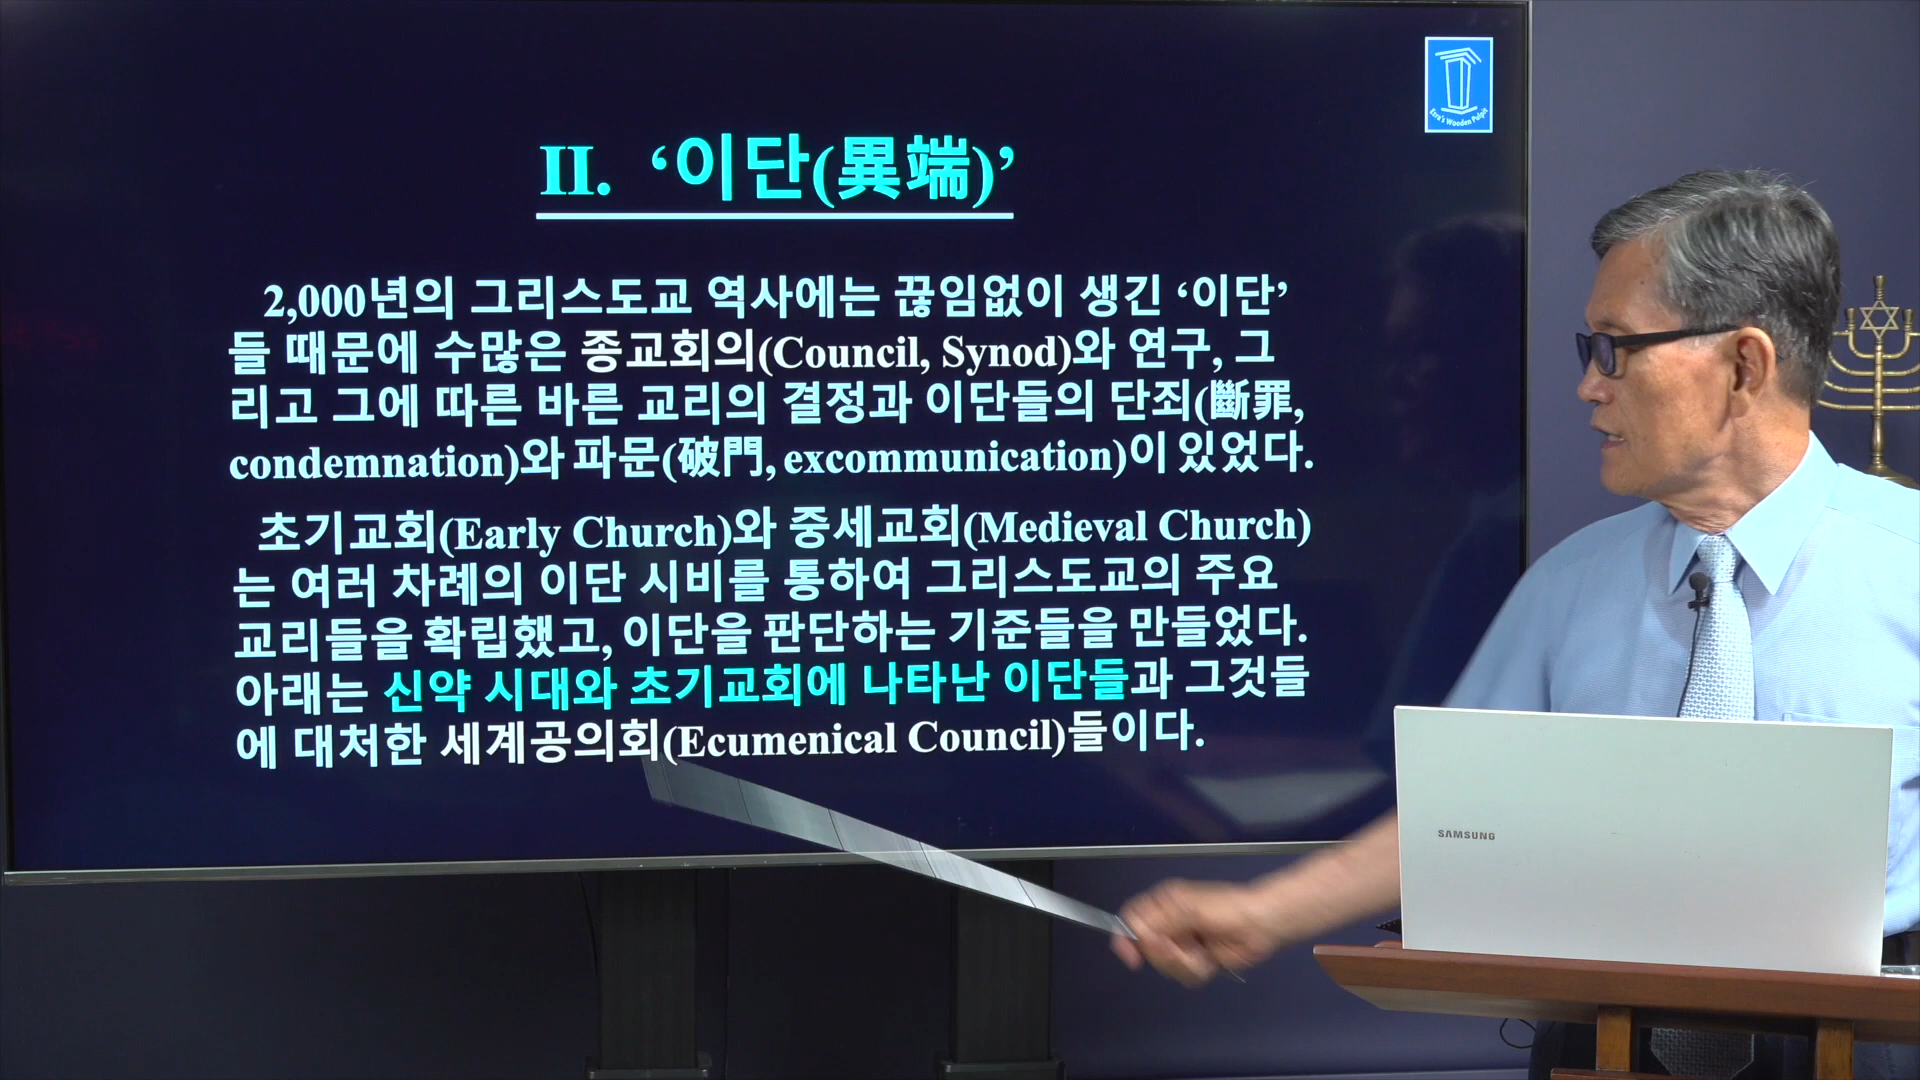 Ezra's Wooden Pulpit
II. ‘이단(異端)’
2,000년의 그리스도교 역사에는 끊임없이 생긴 ‘이단’
들 때문에 수많은 종교회의(Council, Synod)와 연구, 그
리고 그에 따른 바른 교리의 결정과 이단들의 단죄(斷罪,
condemnation)와 파문(破門, excommunication)이 있었다.
초기교회(Early Church)와 중세교회(Medieval Church)
는 여러 차례의 이단 시비를 통하여 그리스도교의 주요
교리들을 확립했고, 이단을 판단하는 기준들을 만들었다.
아래는 신약 시대와 초기교회에 나타난 이단들과 그것들
에 대처한 세계공의회(Ecumenical Council)들이다.
SAMSUNG